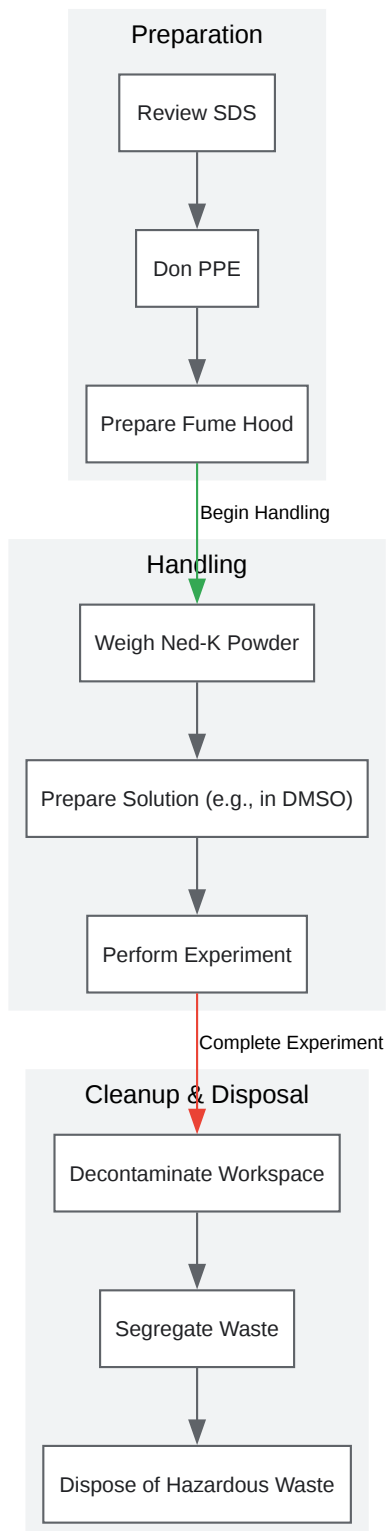 Preparation
Review SDS
Don PPE
Prepare Fume Hood
Begin Handling
Handling
Weigh Ned-K Powder
Prepare Solution (e.g., in DMSO)
Perform Experiment
Complete Experiment
Cleanup & Disposal
Decontaminate Workspace
Segregate Waste
Dispose of Hazardous Waste